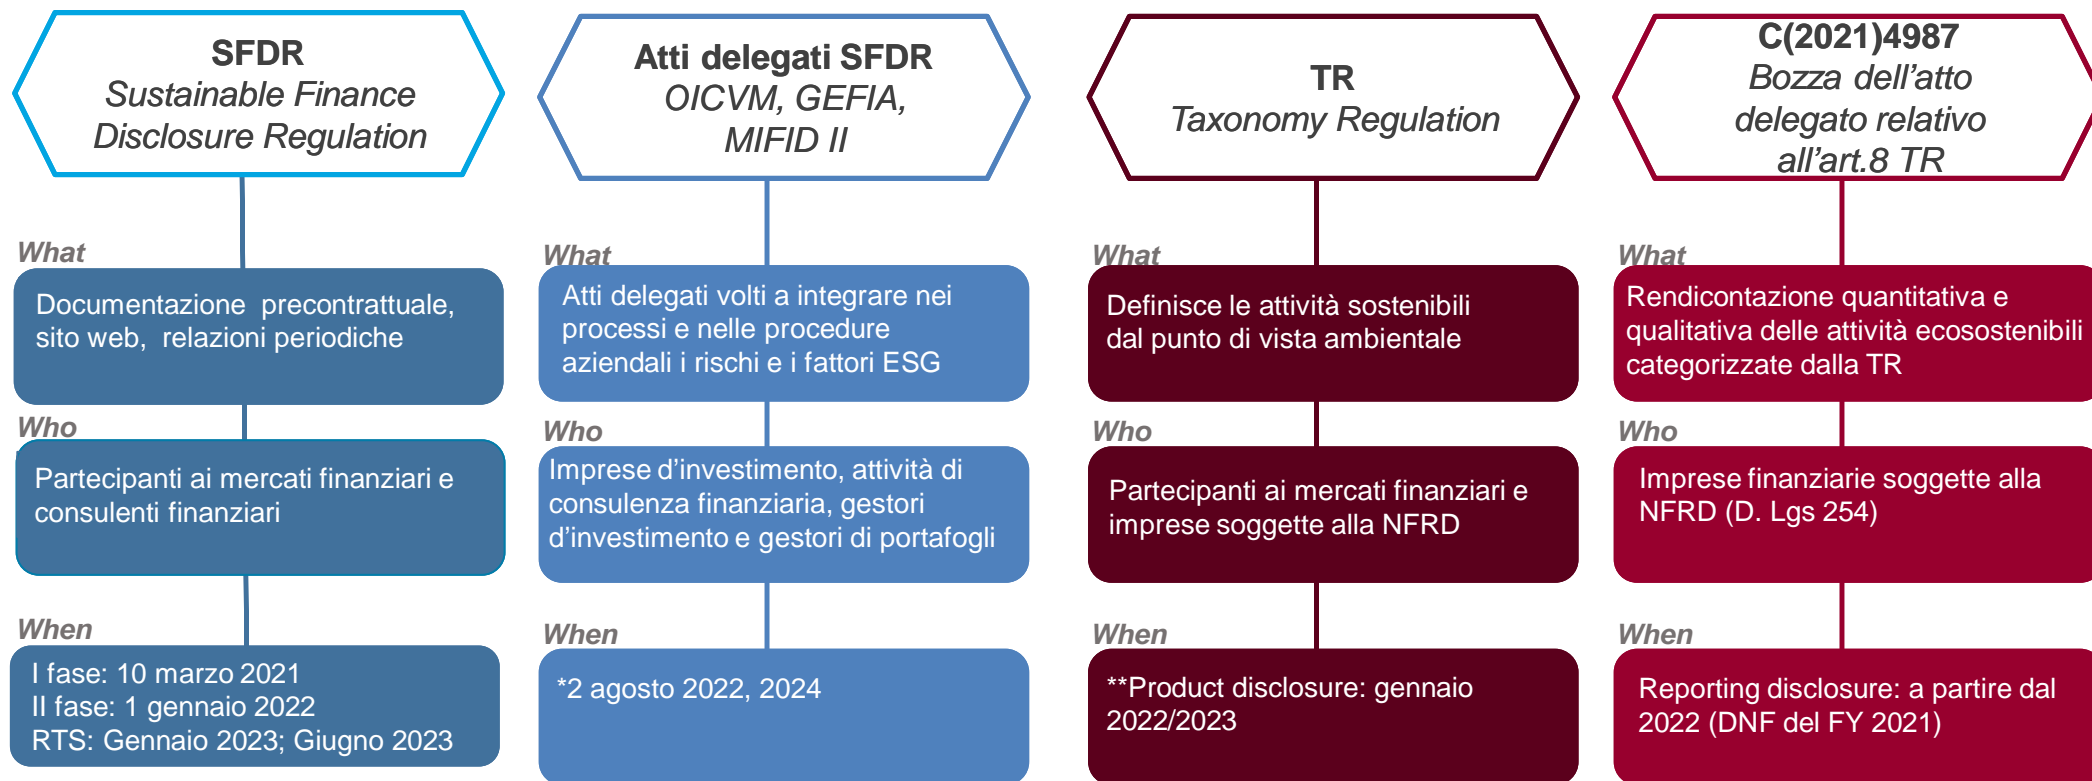 SFDR
Sustainable Finance
Disclosure Regulation
What
Documentazione precontrattuale,
sito web, relazioni periodiche
Who
Partecipanti ai mercati finanziari e
consulenti finanziari
When
I fase: 10 marzo 2021
II fase: 1 gennaio 2022
RTS: Gennaio 2023; Giugno 2023
Atti delegati SFDR
OICVM, GEFIA,
MIFID II
What
Atti delegati volti a integrare nei
processi e nelle procedure
aziendali i rischi e i fattori ESG
Who
Imprese d’investimento, attività di
consulenza finanziaria, gestori
d’investimento e gestori di portafogli
When
*2 agosto 2022, 2024
TR
Taxonomy Regulation
What
Definisce le attività sostenibili
dal punto di vista ambientale
Who
Partecipanti ai mercati finanziari e
imprese soggette alla NFRD
When
**Product disclosure: gennaio
2022/2023
C(2021)4987
Bozza dell’atto
delegato relativo
all’art.8 TR
What
Rendicontazione quantitativa e
qualitativa delle attività ecosostenibili
categorizzate dalla TR
Who
Imprese finanziarie soggette alla
NFRD (D. Lgs 254)
When
Reporting disclosure: a partire dal
2022 (DNF del FY 2021)